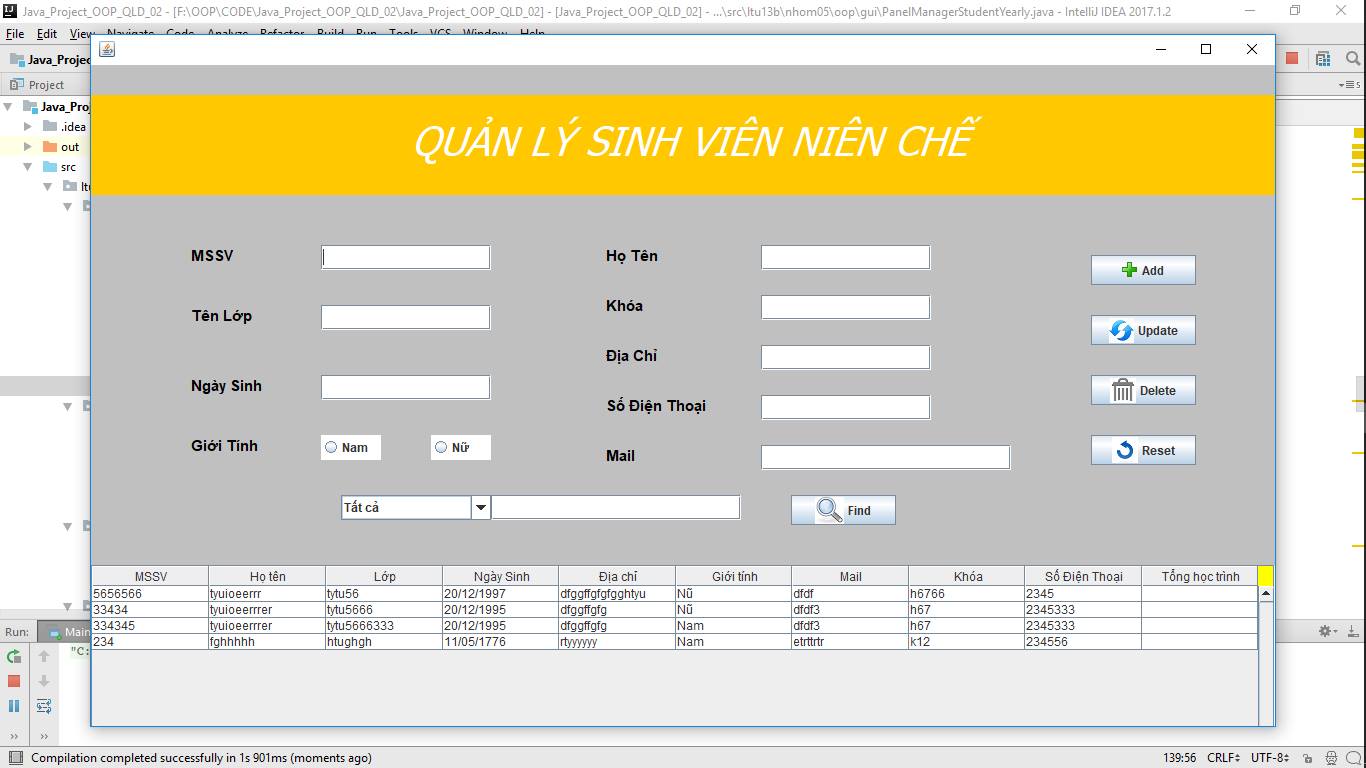 Java_Project_OOP_QLD_02 - [F:\OOP\CODE\Java_Project_OOP_QLD_02\Java_Project_OOP_QLD_02] - [Java_Project_OOP_QLD_02] - ...\src\ltu13b\nhom05\oop\gui\PanelManagerStudentYearly.java - IntelliJ IDEA 2017.1.2
File Edit View Navigate Code Analyze Refactor Build Run Tools VCS Window Help
Java_Projec
Project
Java_Proj
.idea
out
src
ltu
QUẢN LÝ SINH VIÊN NIÊN CHẾ
MSSV Họ Tên Add
Tên Lớp Khóa Update
Ngày Sinh Địa Chỉ Delete
Số Điện Thoại
Giới Tính Nam Nữ Mail Reset
Tất cả Find
MSSV Họ tên Lớp Ngày Sinh Địa chỉ Giới tính Mail Khóa Số Điện Thoại Tổng học trình
5656566 tyuioeerrr tytu56 20/12/1997 dfggffgfgfgghtyu Nũ dfdf h6766 2345
33434 tyuioeerrrer tytu5666 20/12/1995 dfggffgfg Nũ dfdf3 h67 2345333
334345 tyuioeerrrer tytu5666333 20/12/1995 dfggffgfg Nam dfdf3 h67 2345333
234 fghhhhh htughgh 11/05/1776 rtyyyyyy Nam etrttrtr k12 234556
Run: Main
"C:
Compilation completed successfully in 1s 901ms (moments ago) 139:56 CRLF UTF-8